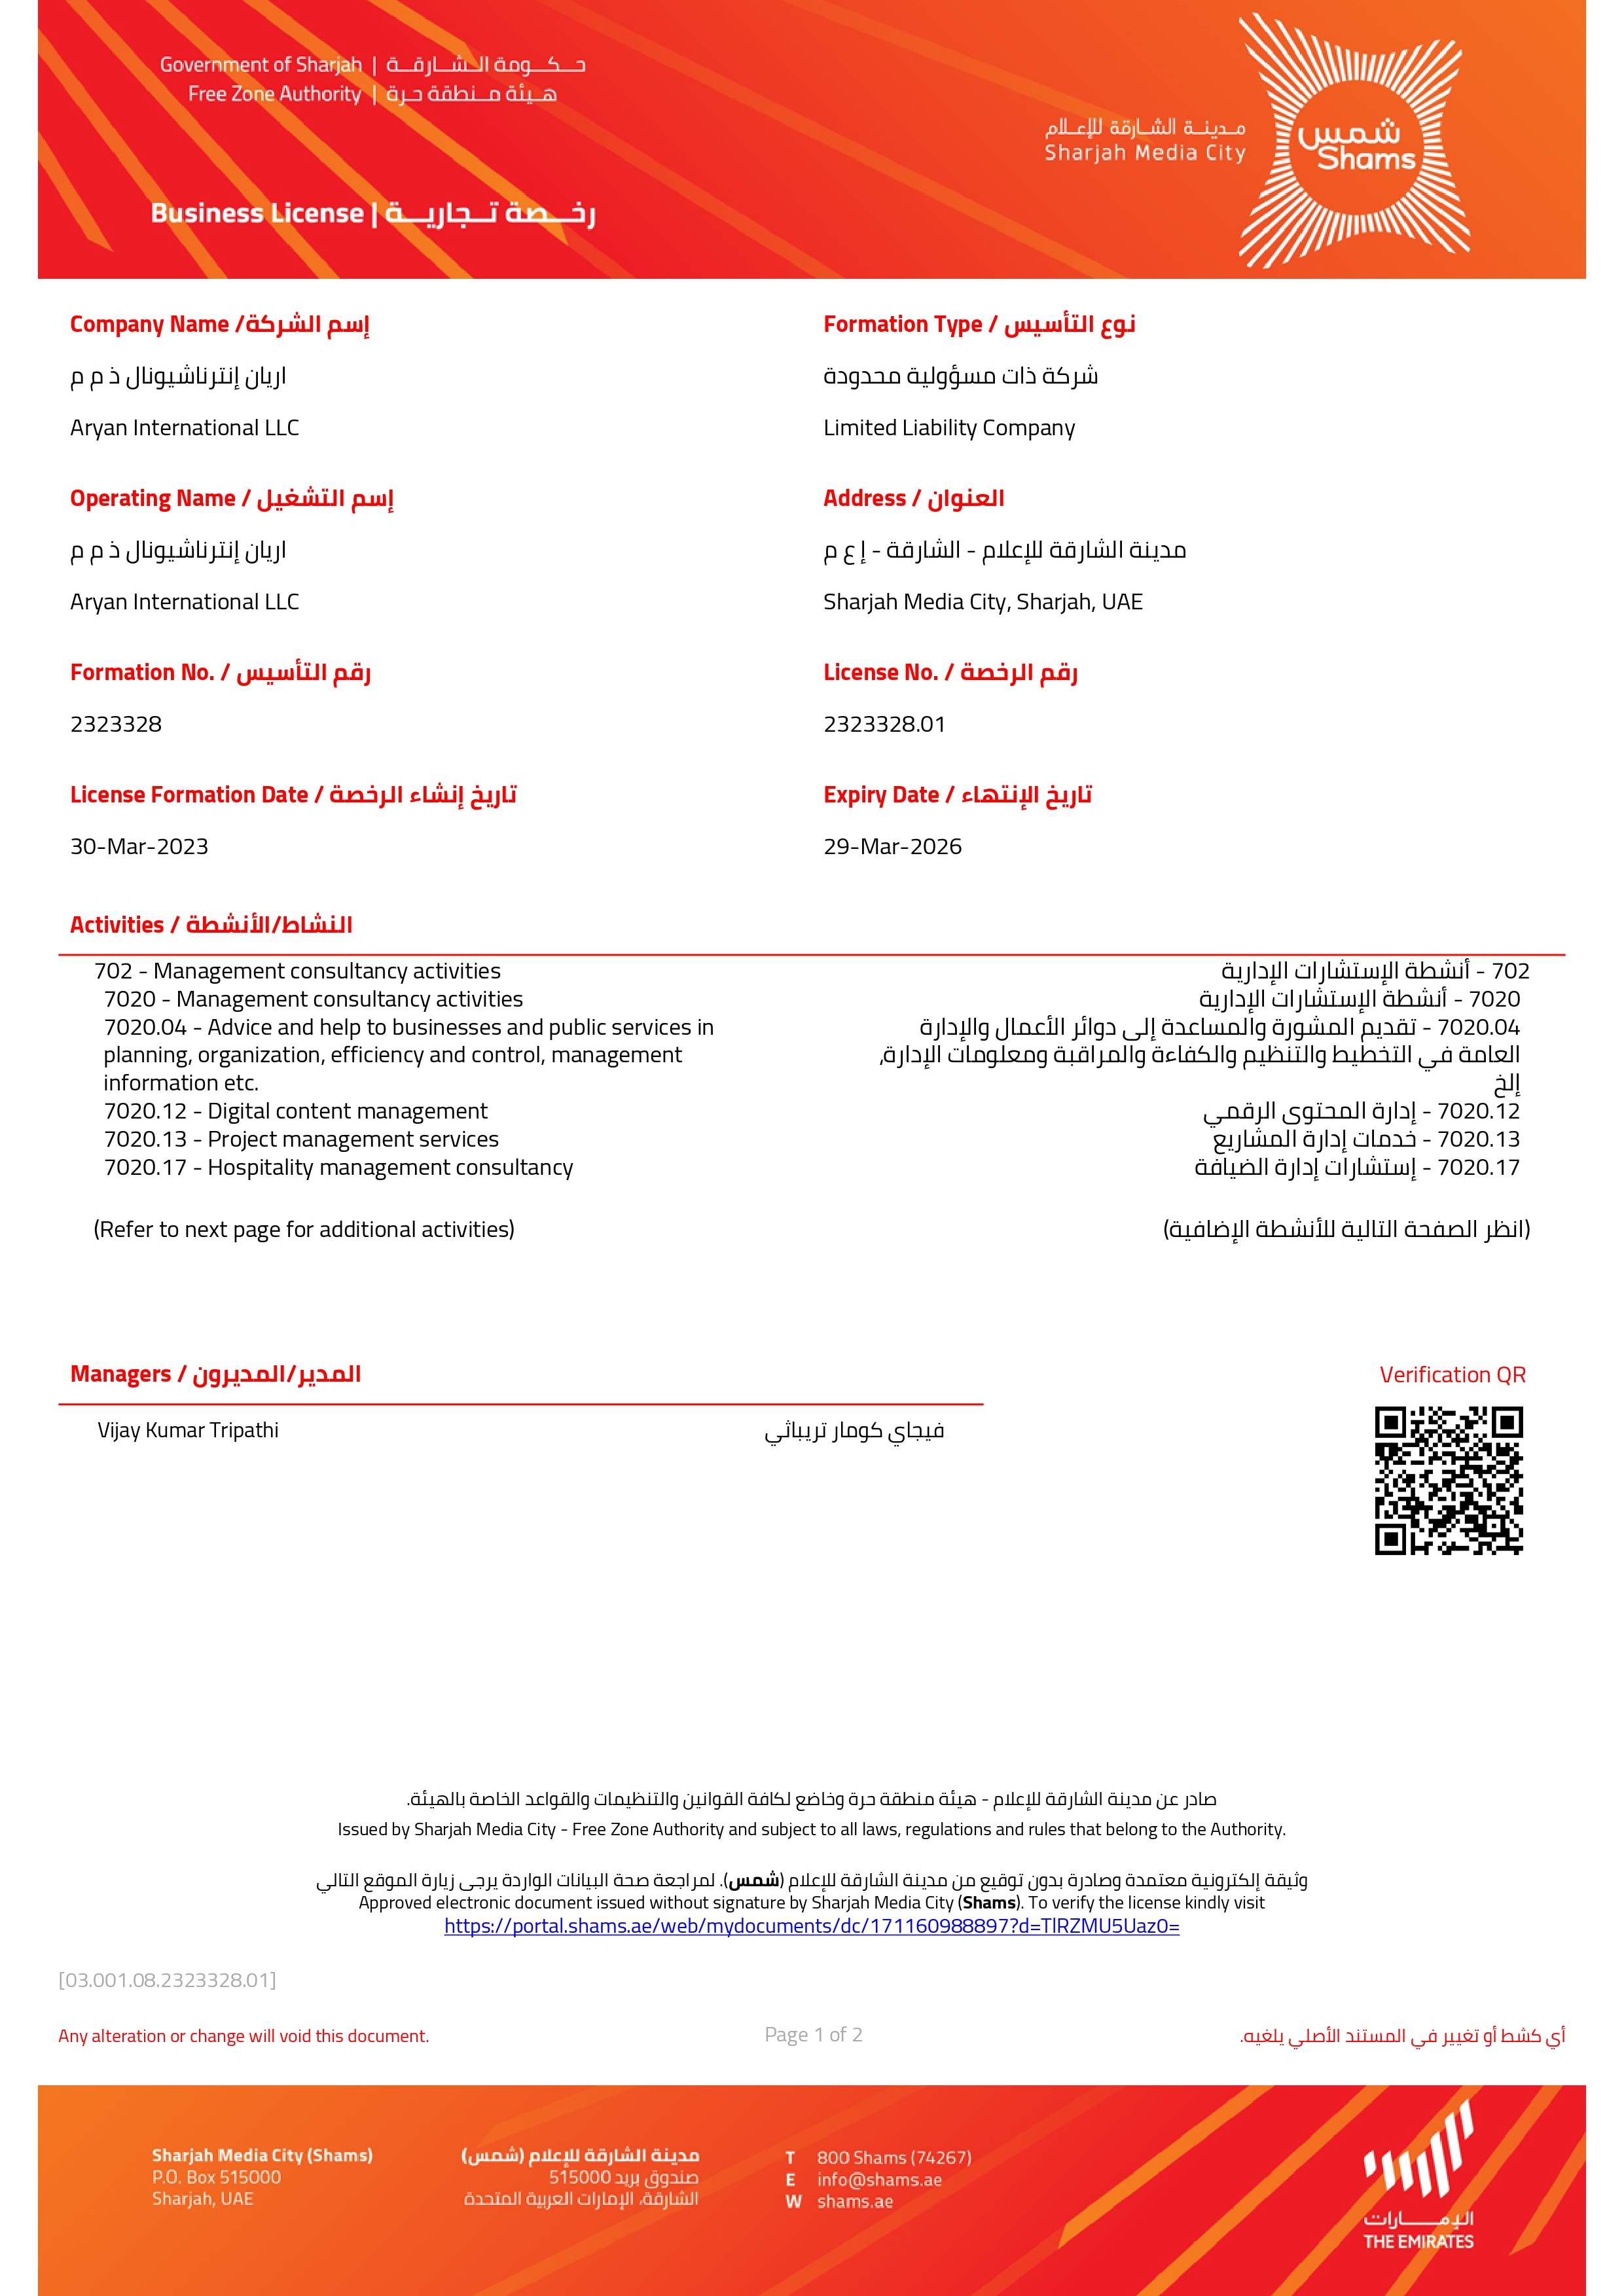 Government of Sharjah | حـكـومة الـشـارقـة
Free Zone Authority | هـيئة مـنطقة حرة
مـديـنـة الشـارقة للإعـلام
Sharjah Media City
شمس
Shams
Business License | رخـصة تـجاريـة
Company Name /إسم الشركة
اريان إنترناشيونال ذ م م
Aryan International LLC
Formation Type / نوع التأسيس
شركة ذات مسؤولية محدودة
Limited Liability Company
Operating Name / إسم التشغيل
اريان إنترناشيونال ذ م م
Aryan International LLC
Address / العنوان
مدينة الشارقة للإعلام - الشارقة - إ ع م
Sharjah Media City, Sharjah, UAE
Formation No. / رقم التأسيس
2323328
License No. / رقم الرخصة
2323328.01
License Formation Date / تاريخ إنشاء الرخصة
30-Mar-2023
Expiry Date / تاريخ الإنتهاء
29-Mar-2026
Activities / النشاط/الأنشطة
702 - Management consultancy activities
7020 - Management consultancy activities
7020.04 - Advice and help to businesses and public services in
planning, organization, efficiency and control, management
information etc.
7020.12 - Digital content management
7020.13 - Project management services
7020.17 - Hospitality management consultancy
(Refer to next page for additional activities)
702 - أنشطة الإستشارات الإدارية
7020 - أنشطة الإستشارات الإدارية
7020.04 - تقديم المشورة والمساعدة إلى دوائر الأعمال والإدارة
العامة في التخطيط والتنظيم والكفاءة والمراقبة ومعلومات الإدارة،
إلخ
7020.12 - إدارة المحتوى الرقمي
7020.13 - خدمات إدارة المشاريع
7020.17 - إستشارات إدارة الضيافة
(انظر الصفحة التالية للأنشطة الإضافية)
Managers / المدير/المديرون
Vijay Kumar Tripathi
فيجاي كومار تريباثي
Verification QR
صادر عن مدينة الشارقة للإعلام - هيئة منطقة حرة وخاضع لكافة القوانين والتنظيمات والقواعد الخاصة بالهيئة.
Issued by Sharjah Media City - Free Zone Authority and subject to all laws, regulations and rules that belong to the Authority.
وثيقة إلكترونية معتمدة وصادرة بدون توقيع من مدينة الشارقة للإعلام (شمس). لمراجعة صحة البيانات الواردة يرجى زيارة الموقع التالي
Approved electronic document issued without signature by Sharjah Media City (Shams). To verify the license kindly visit
https://portal.shams.ae/web/mydocuments/dc/171160988897?d=TlRZMU5Uaz0=
[03.001.08.2323328.01]
Any alteration or change will void this document.
Page 1 of 2
أي كشط أو تغيير في المستند الأصلي يلغيه.
Sharjah Media City (Shams)
P.O. Box 515000
Sharjah, UAE
مدينة الشارقة للإعلام (شمس)
صندوق بريد 515000
الشارقة، الإمارات العربية المتحدة
T 800 Shams (74267)
E info@shams.ae
W shams.ae
الإمـارات
THE EMIRATES